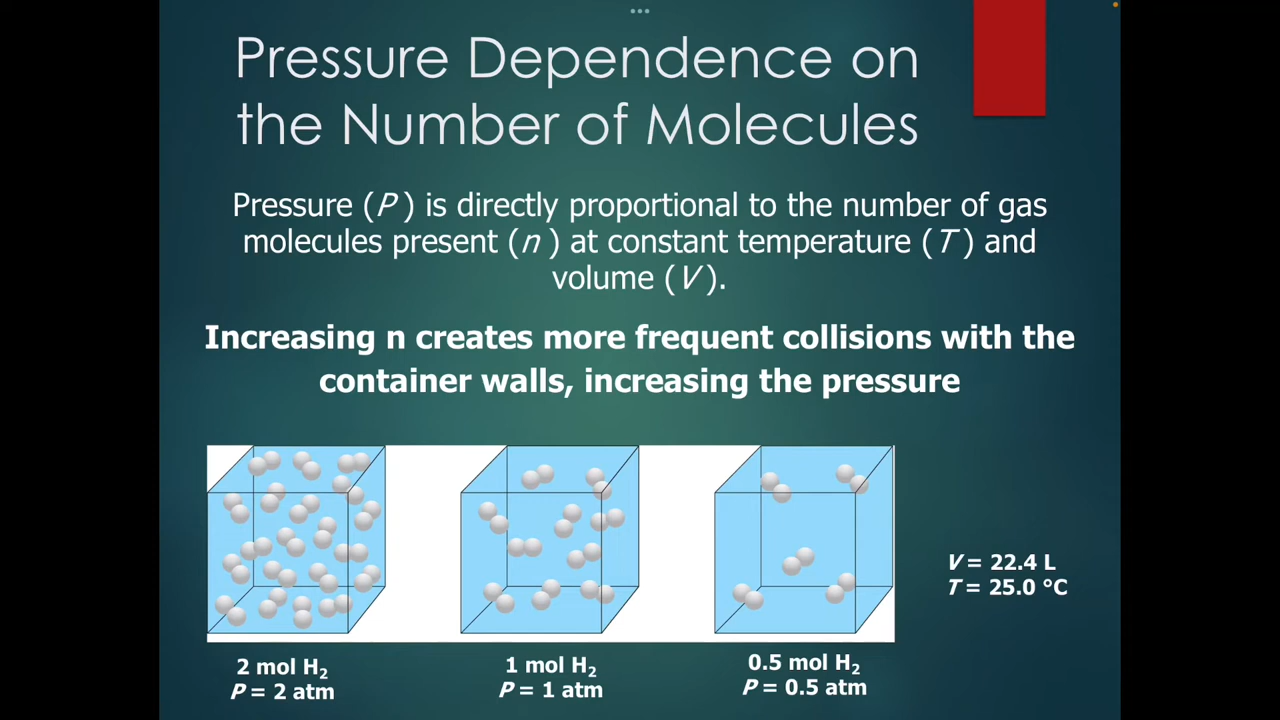 Pressure Dependence on
the Number of Molecules
Pressure (P ) is directly proportional to the number of gas
molecules present (n ) at constant temperature (T ) and
volume (V ).
Increasing n creates more frequent collisions with the
container walls, increasing the pressure
V = 22.4 L
T = 25.0 °C
2 mol H₂
P = 2 atm
1 mol H₂
P = 1 atm
0.5 mol H₂
P = 0.5 atm